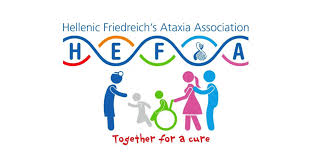 Hellenic Friedreich's Ataxia Association
HEFA
Together for a cure